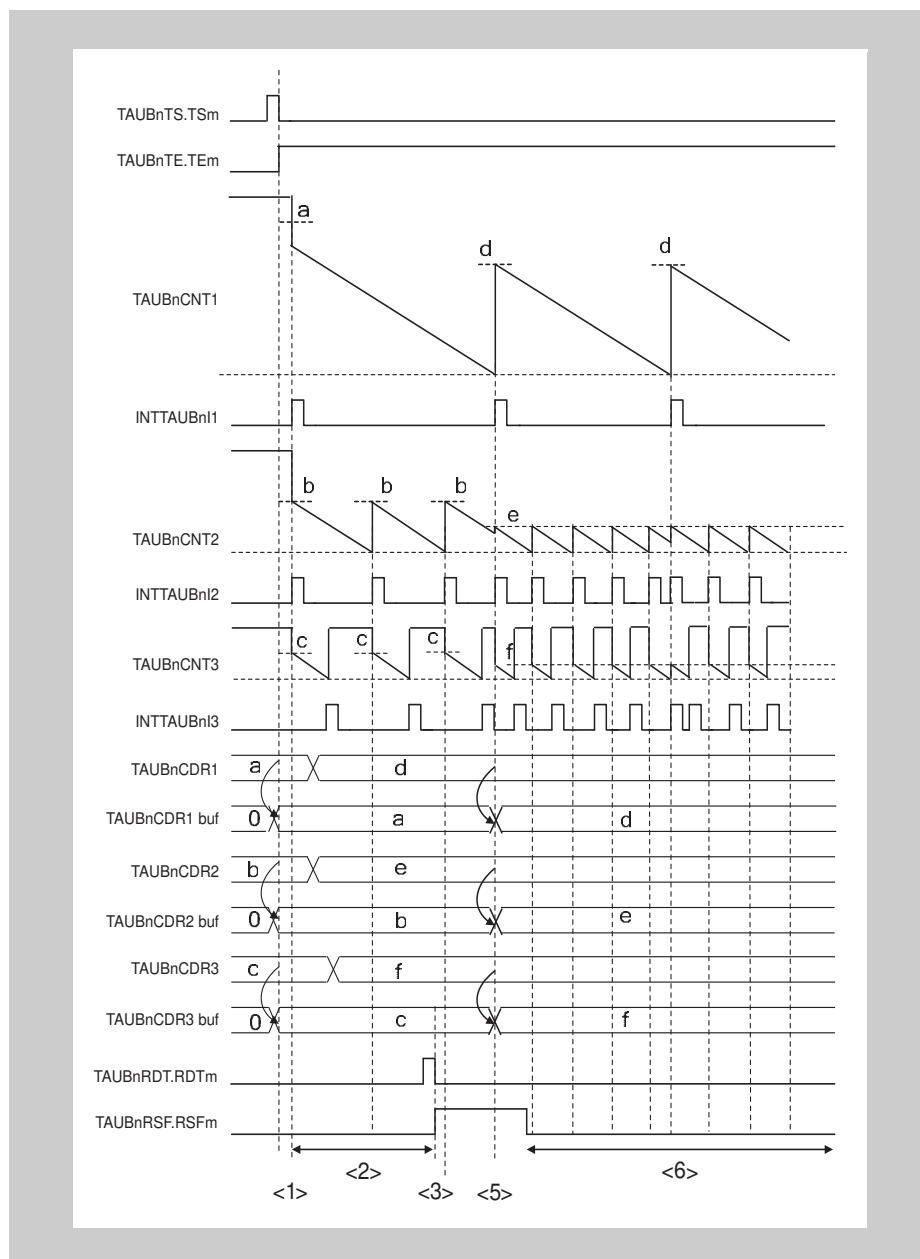 TAUBnTS.TSm
TAUBnTE.TEm
a
d
d
TAUBnCNT1
INTTAUBnI1
b
b
b
e
TAUBnCNT2
INTTAUBnI2
c
c
c
f
TAUBnCNT3
INTTAUBnI3
TAUBnCDR1
a
d
TAUBnCDR1 buf
0
a
d
TAUBnCDR2
b
e
TAUBnCDR2 buf
0
b
e
TAUBnCDR3
c
f
TAUBnCDR3 buf
0
c
f
TAUBnRDT.RDTm
TAUBnRSF.RSFm
<2>
<6>
<1>
<3>
<5>